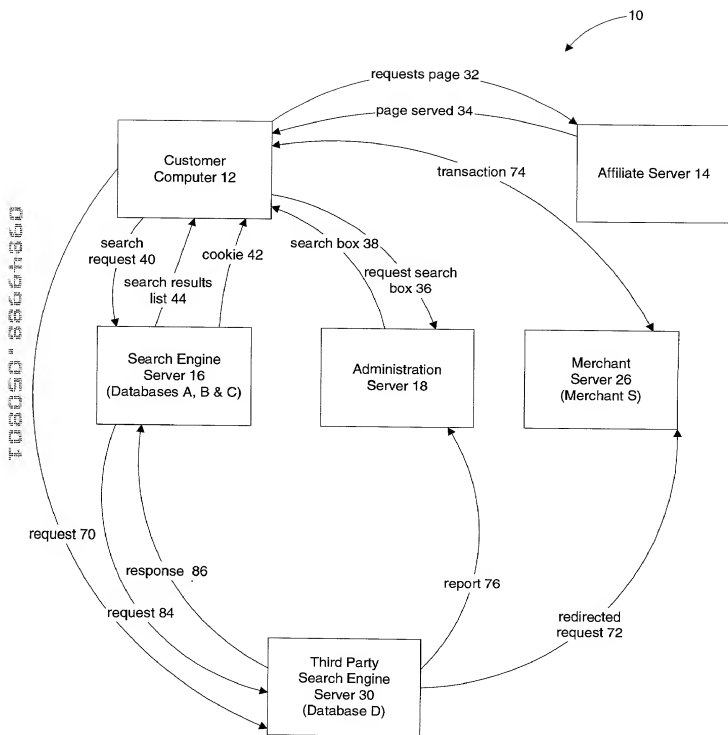 10
requests page 32
page served 34
Customer
Computer 12
Affiliate Server 14
transaction 74
search
request 40
cookie 42
search box 38
search results
list 44
request search
box 36
Search Engine
Server 16
(Databases A, B & C)
Administration
Server 18
Merchant
Server 26
(Merchant S)
request 70
response 86
request 84
report 76
redirected
request 72
Third Party
Search Engine
Server 30
(Database D)